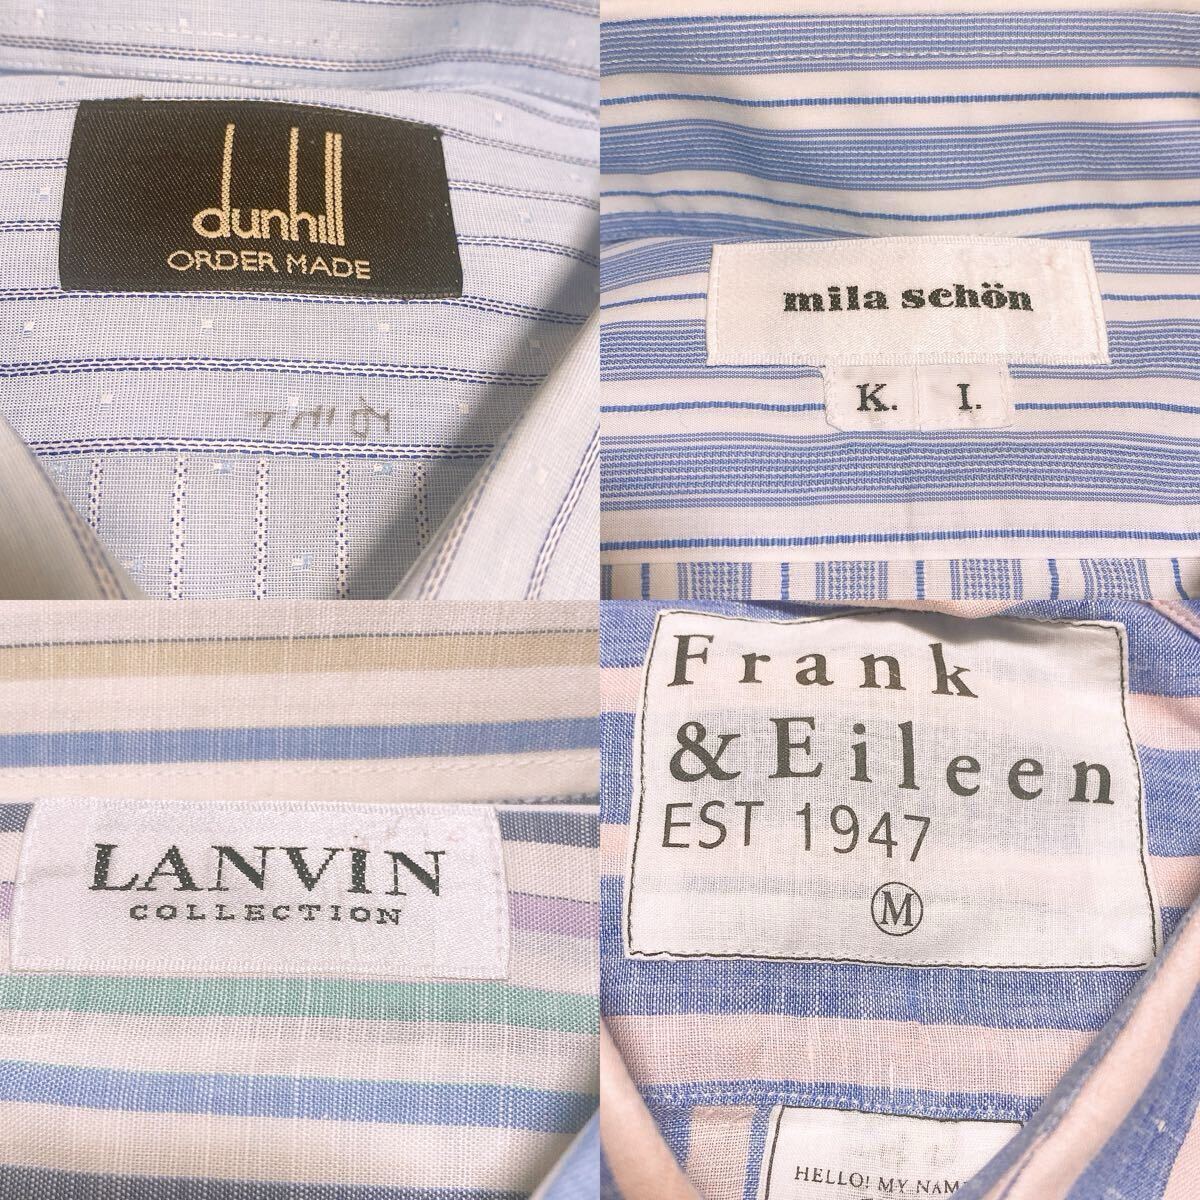 dunhill
ORDER MADE
mila schön
K. I.
LANVIN
COLLECTION
Frank
& Eileen
EST 1947
M
HELLO! MY NAM